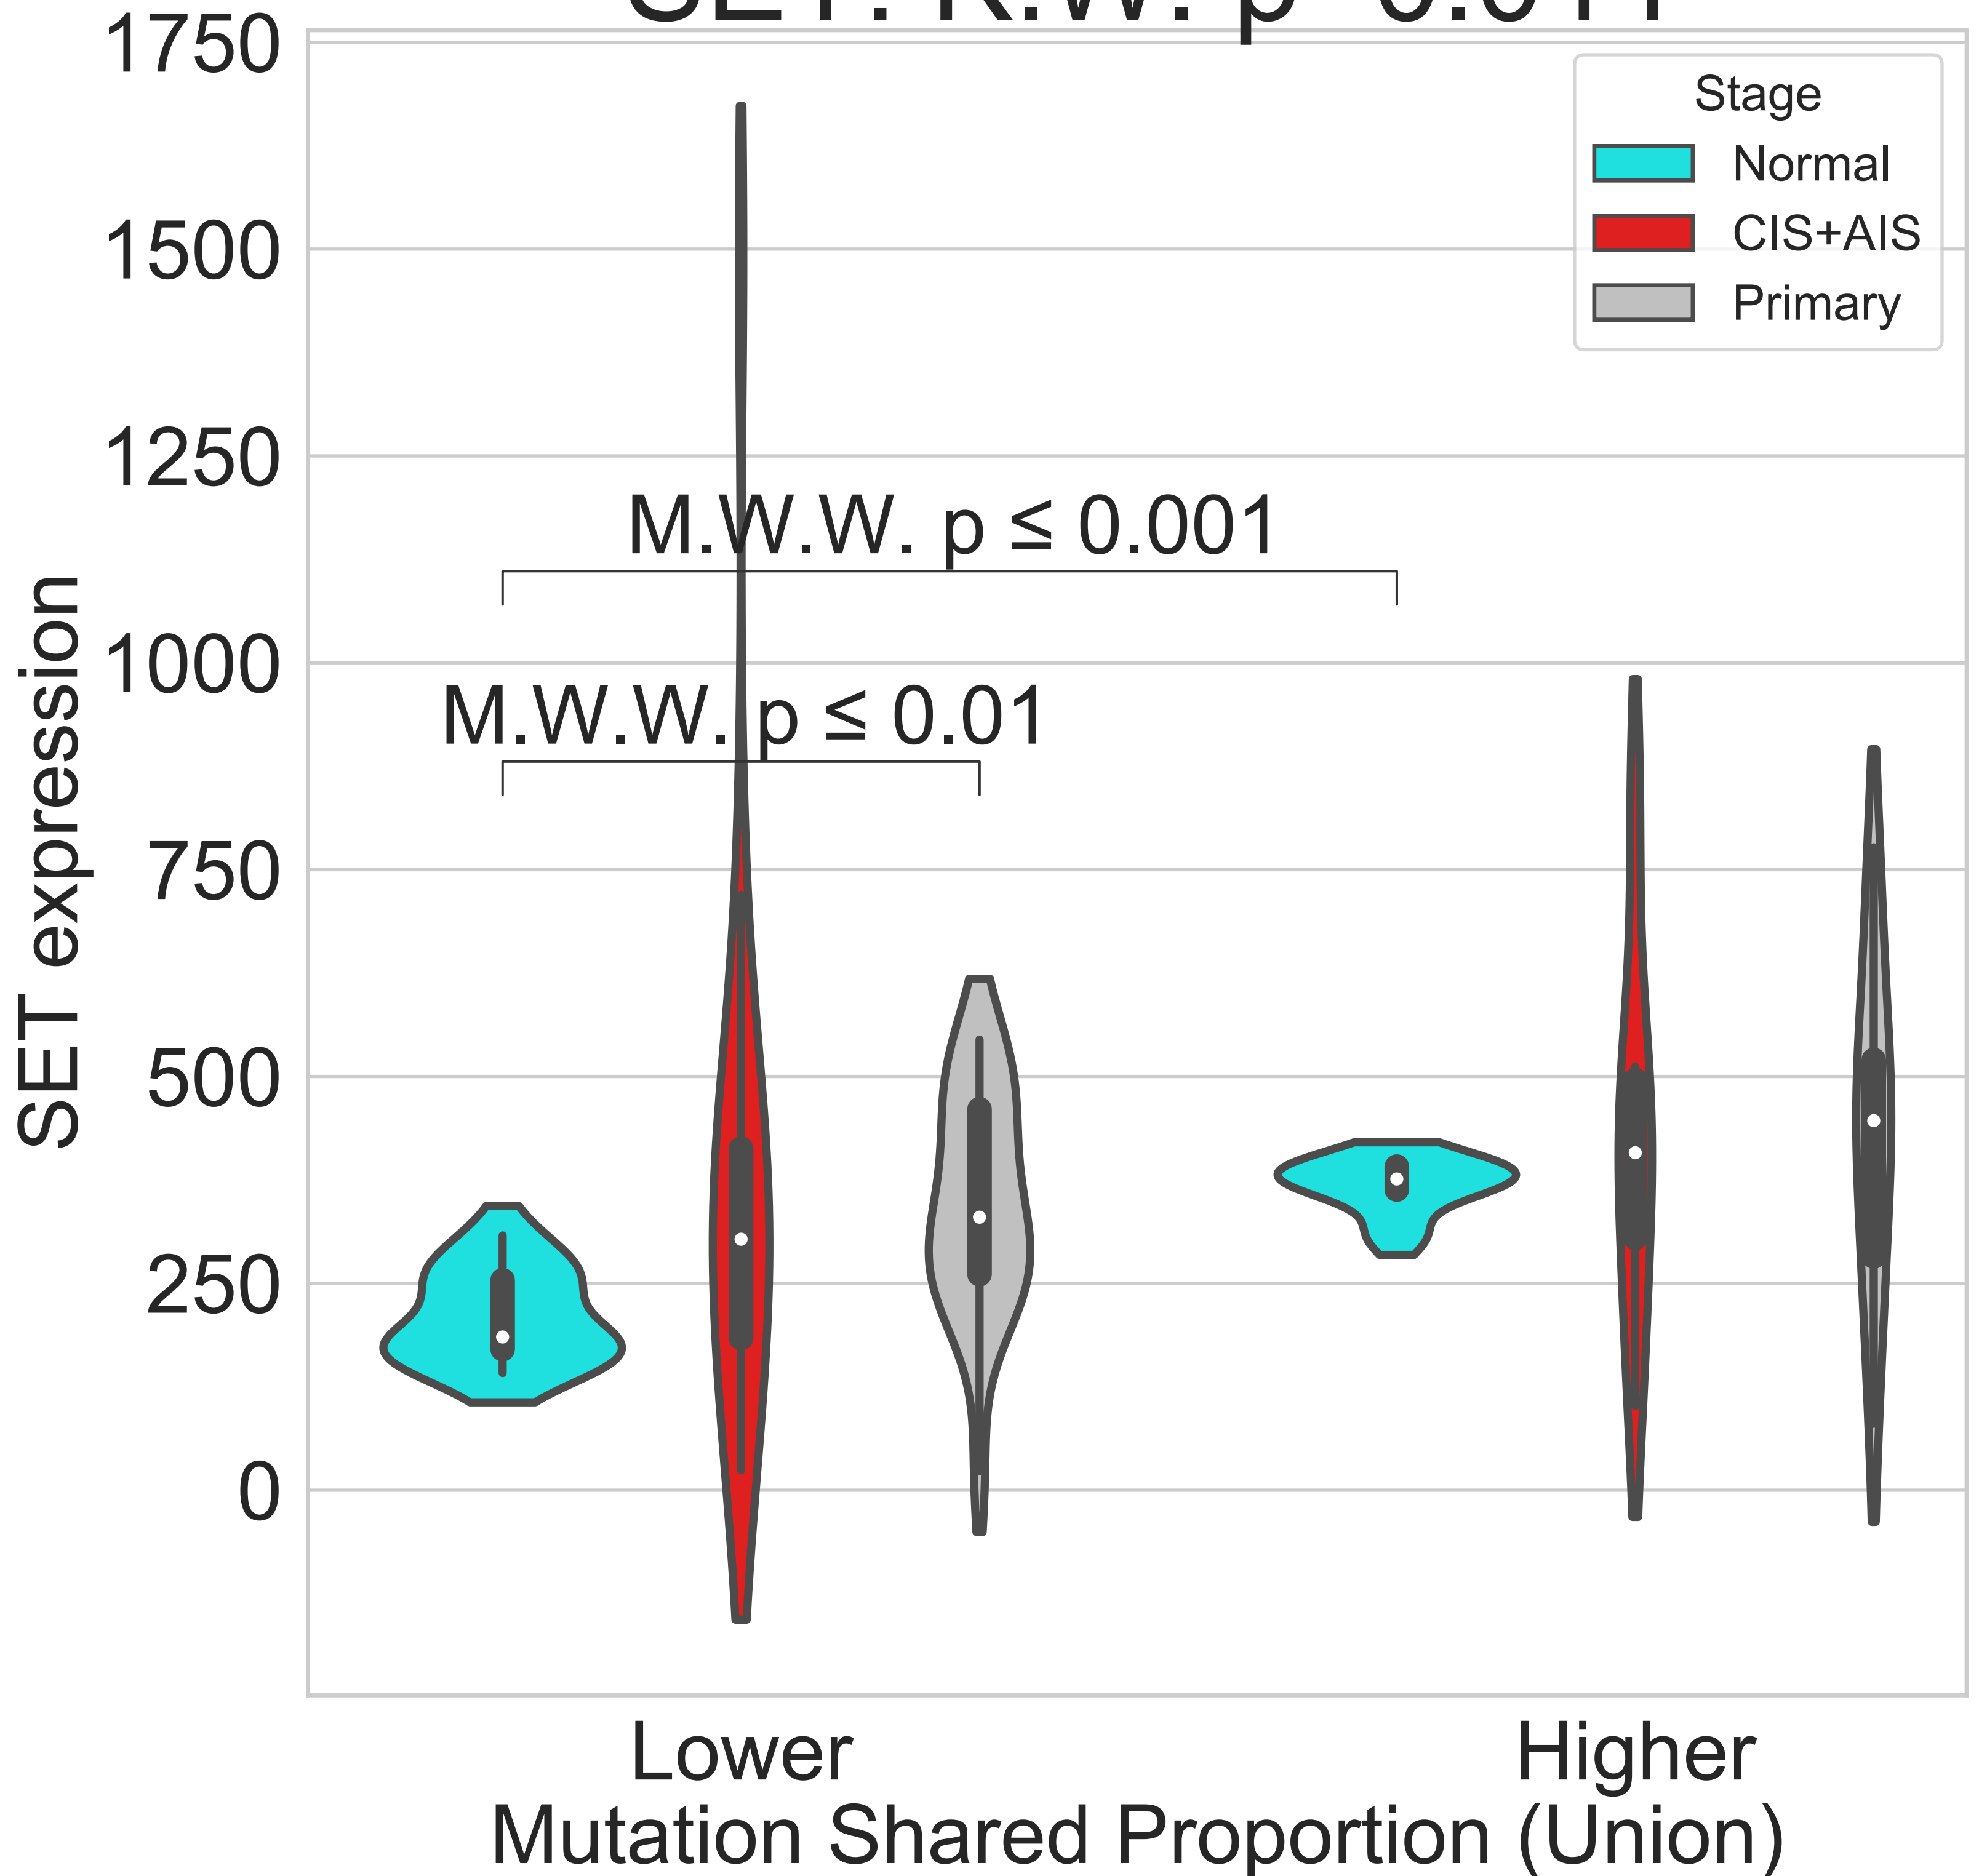 1750
1500
1250
1000
750
500
250
0
SET expression
Stage
Normal
CIS+AIS
Primary
M.W.W. p ≤ 0.001
M.W.W. p ≤ 0.01
Lower
Higher
Mutation Shared Proportion (Union)